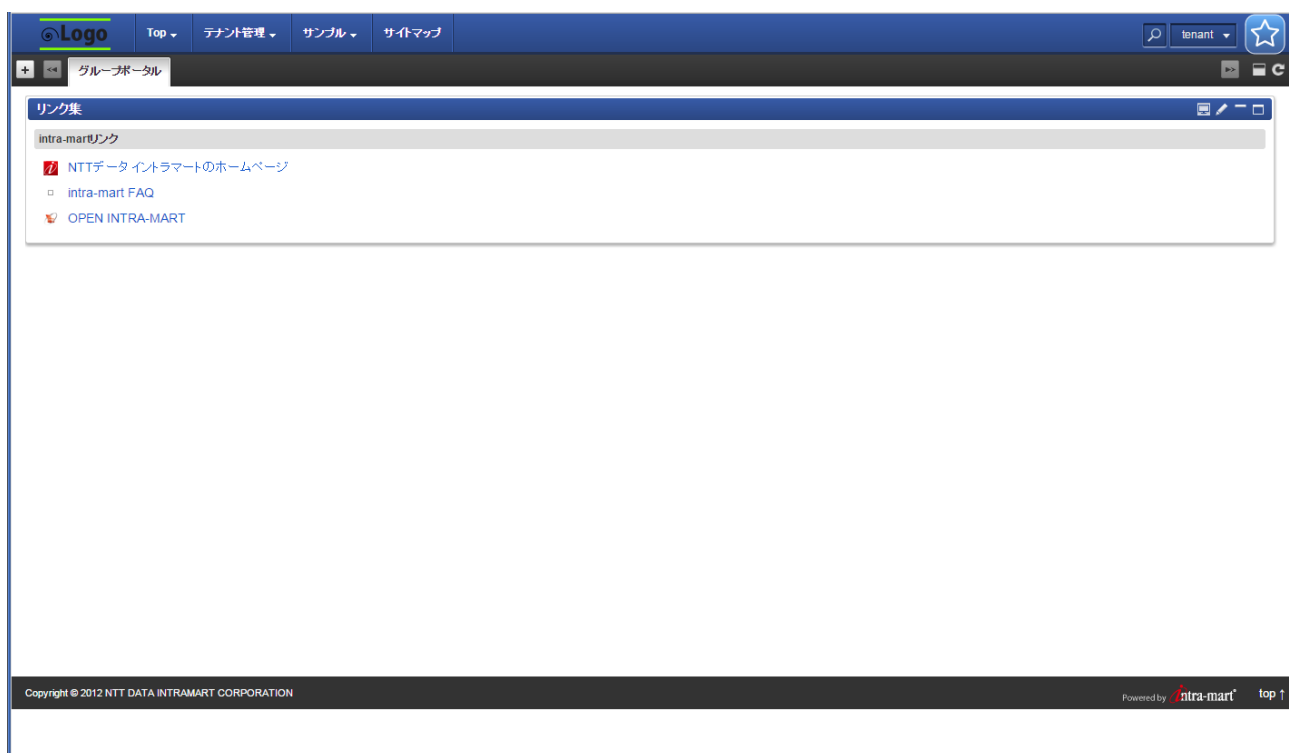 Logo Top テナント管理 サンプル サイトマップ tenant
+ << グループポータル >>
リンク集
intra-martリンク
NTTデータ イントラマートのホームページ
intra-mart FAQ
OPEN INTRA-MART
Copyright © 2012 NTT DATA INTRAMART CORPORATION Powered by intra-mart® top ↑